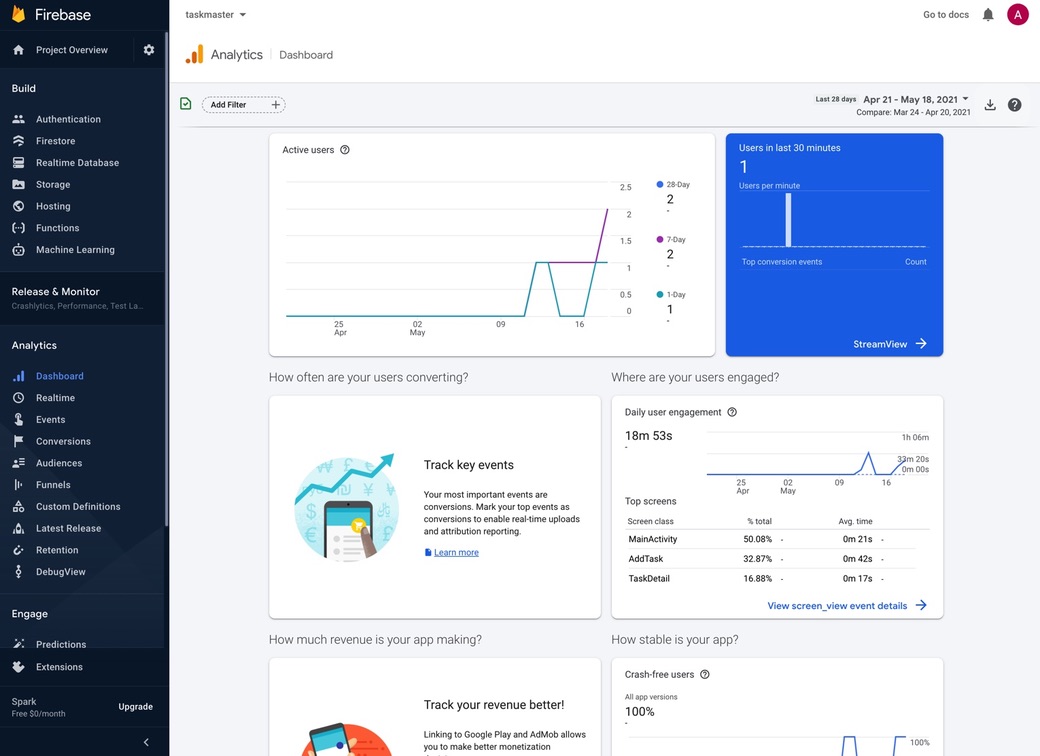 Firebase
Project Overview
Build
Authentication
Firestore
Realtime Database
Storage
Hosting
Functions
Machine Learning
Release & Monitor
Crashlytics, Performance, Test La...
Analytics
Dashboard
Realtime
Events
Conversions
Audiences
Funnels
Custom Definitions
Latest Release
Retention
DebugView
Engage
Predictions
Extensions
Spark
Free $0/month
Upgrade
taskmaster
Go to docs
A
Analytics
Dashboard
Add Filter
Last 28 days Apr 21 - May 18, 2021
Compare: Mar 24 - Apr 20, 2021
Active users
2.5
2
1.5
1
0.5
0
25
Apr
02
May
09
16
28-Day
2
-
7-Day
2
-
1-Day
1
-
Users in last 30 minutes
1
Users per minute
Top conversion events Count
StreamView
How often are your users converting?
Track key events
Your most important events are
conversions. Mark your top events as
conversions to enable real-time uploads
and attribution reporting.
Learn more
Where are your users engaged?
Daily user engagement
18m 53s
-
1h 06m
33m 20s
0m 00s
25
Apr
02
May
09
16
Top screens
Screen class % total Avg. time
MainActivity 50.08% - 0m 21s -
AddTask 32.87% - 0m 42s -
TaskDetail 16.88% - 0m 17s -
View screen_view event details
How much revenue is your app making?
Track your revenue better!
Linking to Google Play and AdMob allows
you to make better monetization
How stable is your app?
Crash-free users
All app versions
100%
-
100%